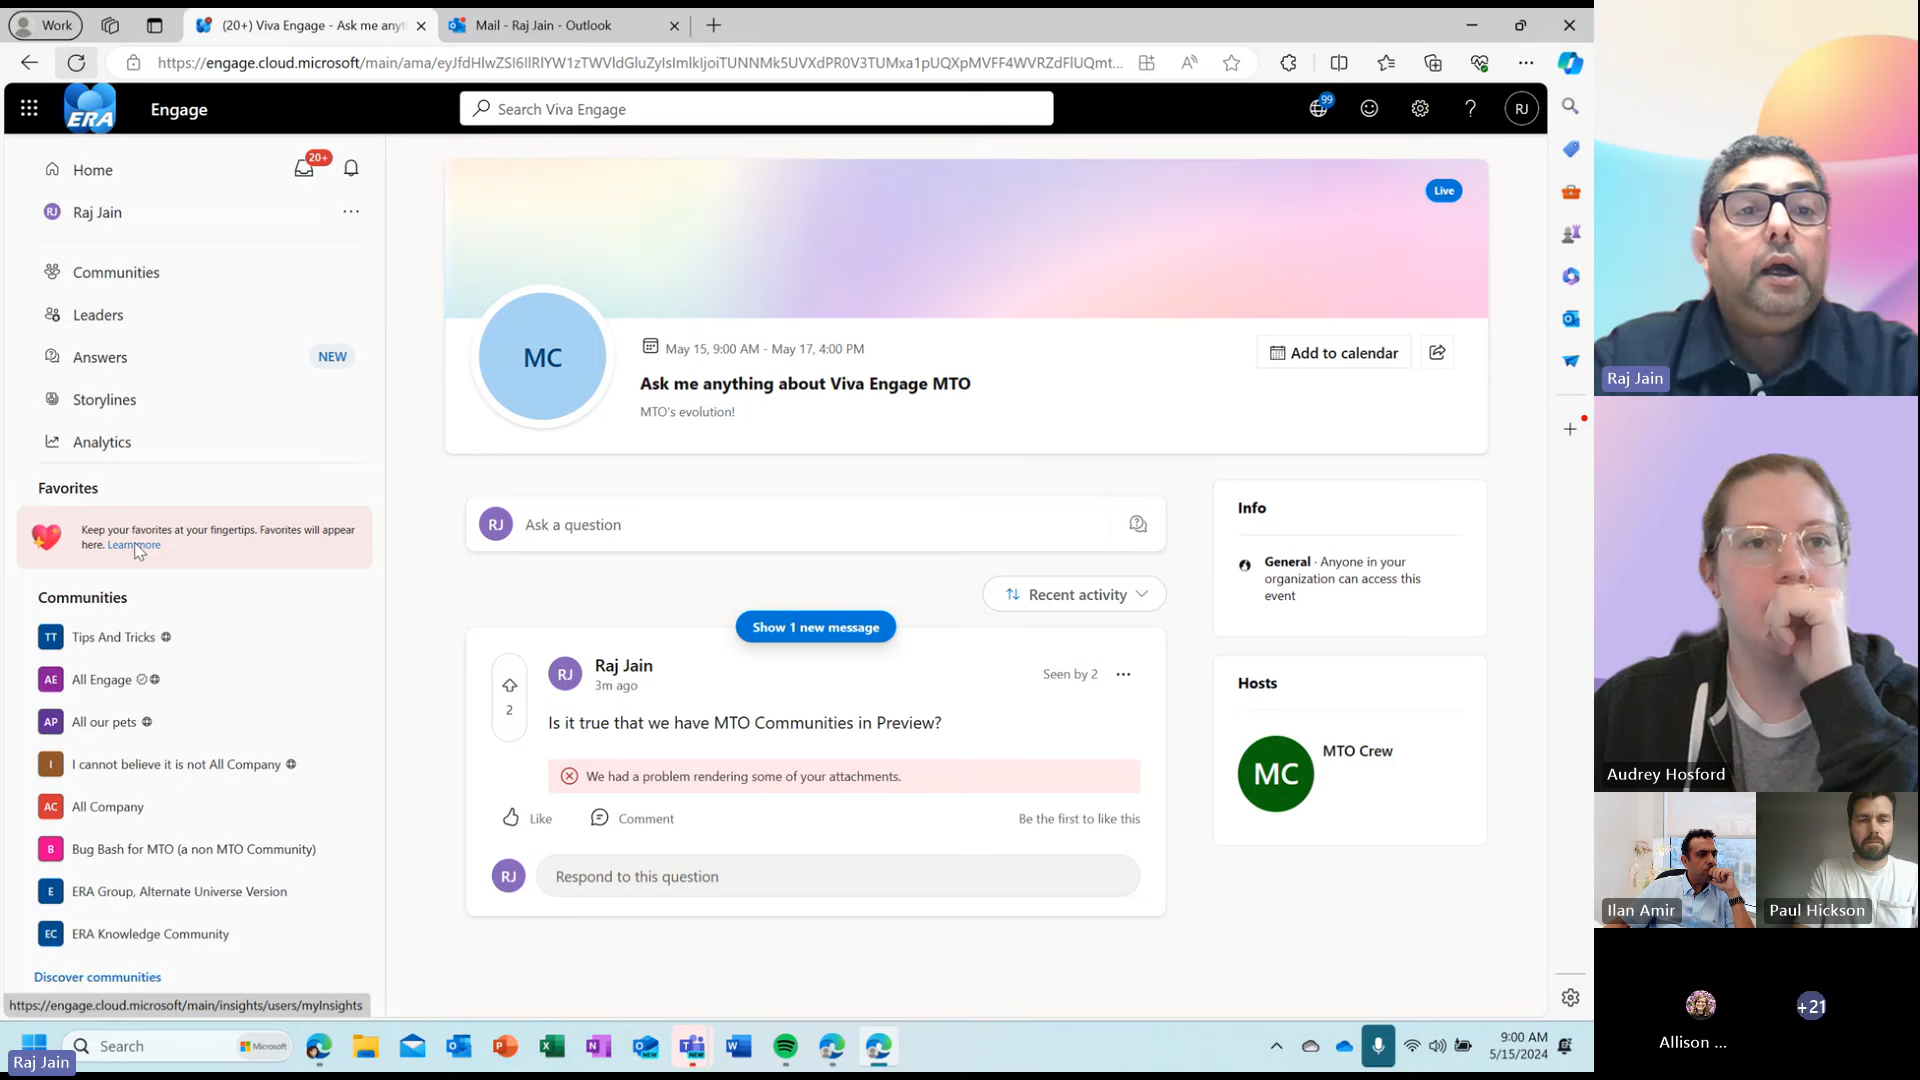 Work
(20+) Viva Engage - Ask me anyt
Mail - Raj Jain - Outlook
https://engage.cloud.microsoft/main/ama/
ERA
Engage
Search Viva Engage
99
RJ
Home
20+
RJ
Raj Jain
Communities
Leaders
Answers
NEW
Storylines
Analytics
Favorites
Keep your favorites at your fingertips. Favorites will appear
here. Learn more
Communities
TT
Tips And Tricks
AE
All Engage
AP
All our pets
I
I cannot believe it is not All Company
AC
All Company
B
Bug Bash for MTO (a non MTO Community)
E
ERA Group, Alternate Universe Version
EC
ERA Knowledge Community
Discover communities
https://engage.cloud.microsoft/main/insights/users/myInsights
Live
MC
May 15, 9:00 AM - May 17, 4:00 PM
Ask me anything about Viva Engage MTO
MTO's evolution!
Add to calendar
RJ
Ask a question
Recent activity
Show 1 new message
2
RJ
Raj Jain
3m ago
Seen by 2
Is it true that we have MTO Communities in Preview?
We had a problem rendering some of your attachments.
Like
Comment
Be the first to like this
RJ
Respond to this question
Info
General · Anyone in your
organization can access this
event
Hosts
MC
MTO Crew
Search
Microsoft
9:00 AM
5/15/2024
Raj Jain
Raj Jain
Audrey Hosford
Ilan Amir
Paul Hickson
Allison ...
+21